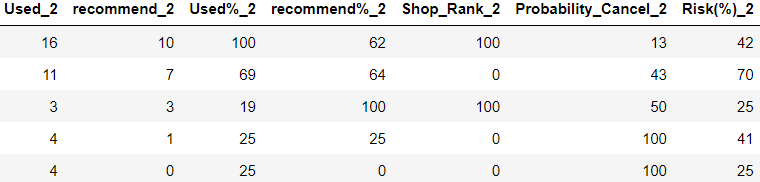 Used_2 recommend_2 Used%_2 recommend%_2 Shop_Rank_2 Probability_Cancel_2 Risk(%)_2
16 10 100 62 100 13 42
11 7 69 64 0 43 70
3 3 19 100 100 50 25
4 1 25 25 0 100 41
4 0 25 0 0 100 25